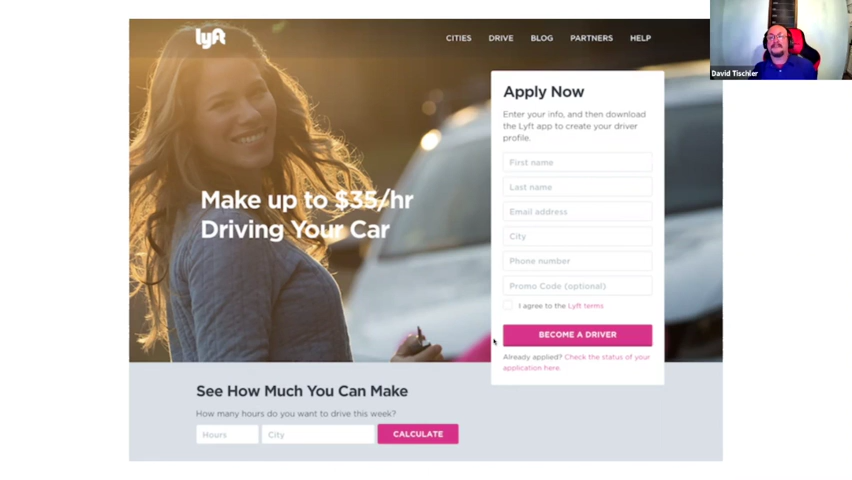 lyft
CITIES DRIVE BLOG PARTNERS HELP
David Tischler
Make up to $35/hr
Driving Your Car
Apply Now
Enter your info, and then download
the Lyft app to create your driver
profile.
First name
Last name
Email address
City
Phone number
Promo Code (optional)
I agree to the Lyft terms
BECOME A DRIVER
Already applied? Check the status of your
application here.
See How Much You Can Make
How many hours do you want to drive this week?
Hours City CALCULATE